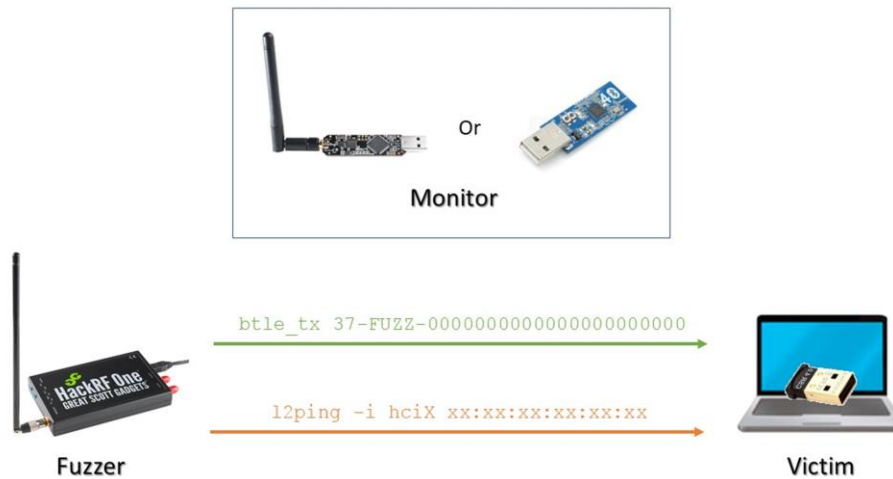 Or
Monitor
btle_tx 37-FUZZ-00000000000000000000000
HackRF One
GREAT SCOTT GADGETS
l2ping -i hciX xx:xx:xx:xx:xx:xx
Fuzzer
Victim